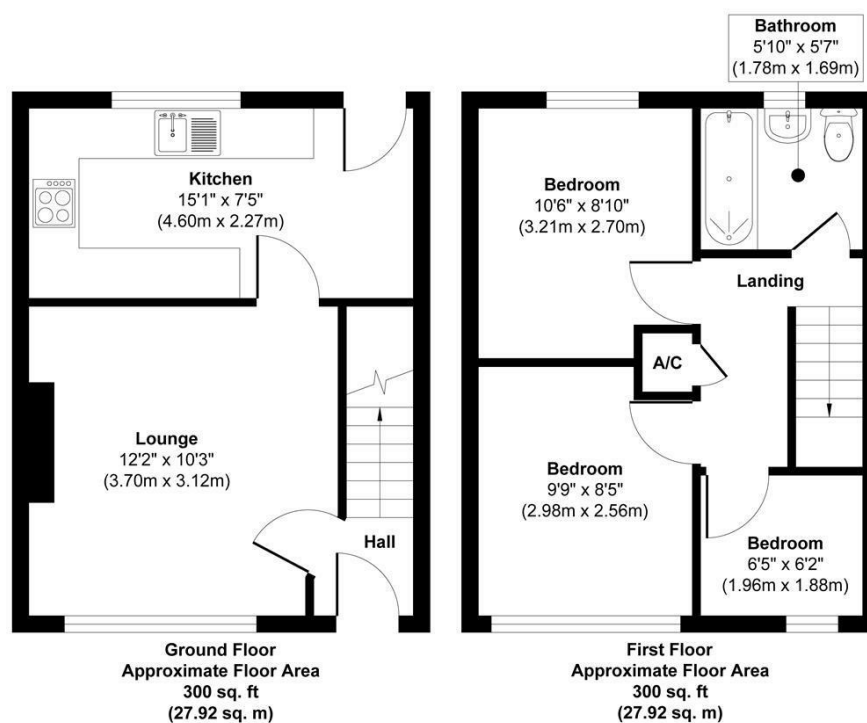 Bathroom
5'10" x 5'7"
(1.78m x 1.69m)
Kitchen
15'1" x 7'5"
(4.60m x 2.27m)
Bedroom
10'6" x 8'10"
(3.21m x 2.70m)
Landing
A/C
Lounge
12'2" x 10'3"
(3.70m x 3.12m)
Hall
Bedroom
9'9" x 8'5"
(2.98m x 2.56m)
Bedroom
6'5" x 6'2"
(1.96m x 1.88m)
Ground Floor
Approximate Floor Area
300 sq. ft
(27.92 sq. m)
First Floor
Approximate Floor Area
300 sq. ft
(27.92 sq. m)